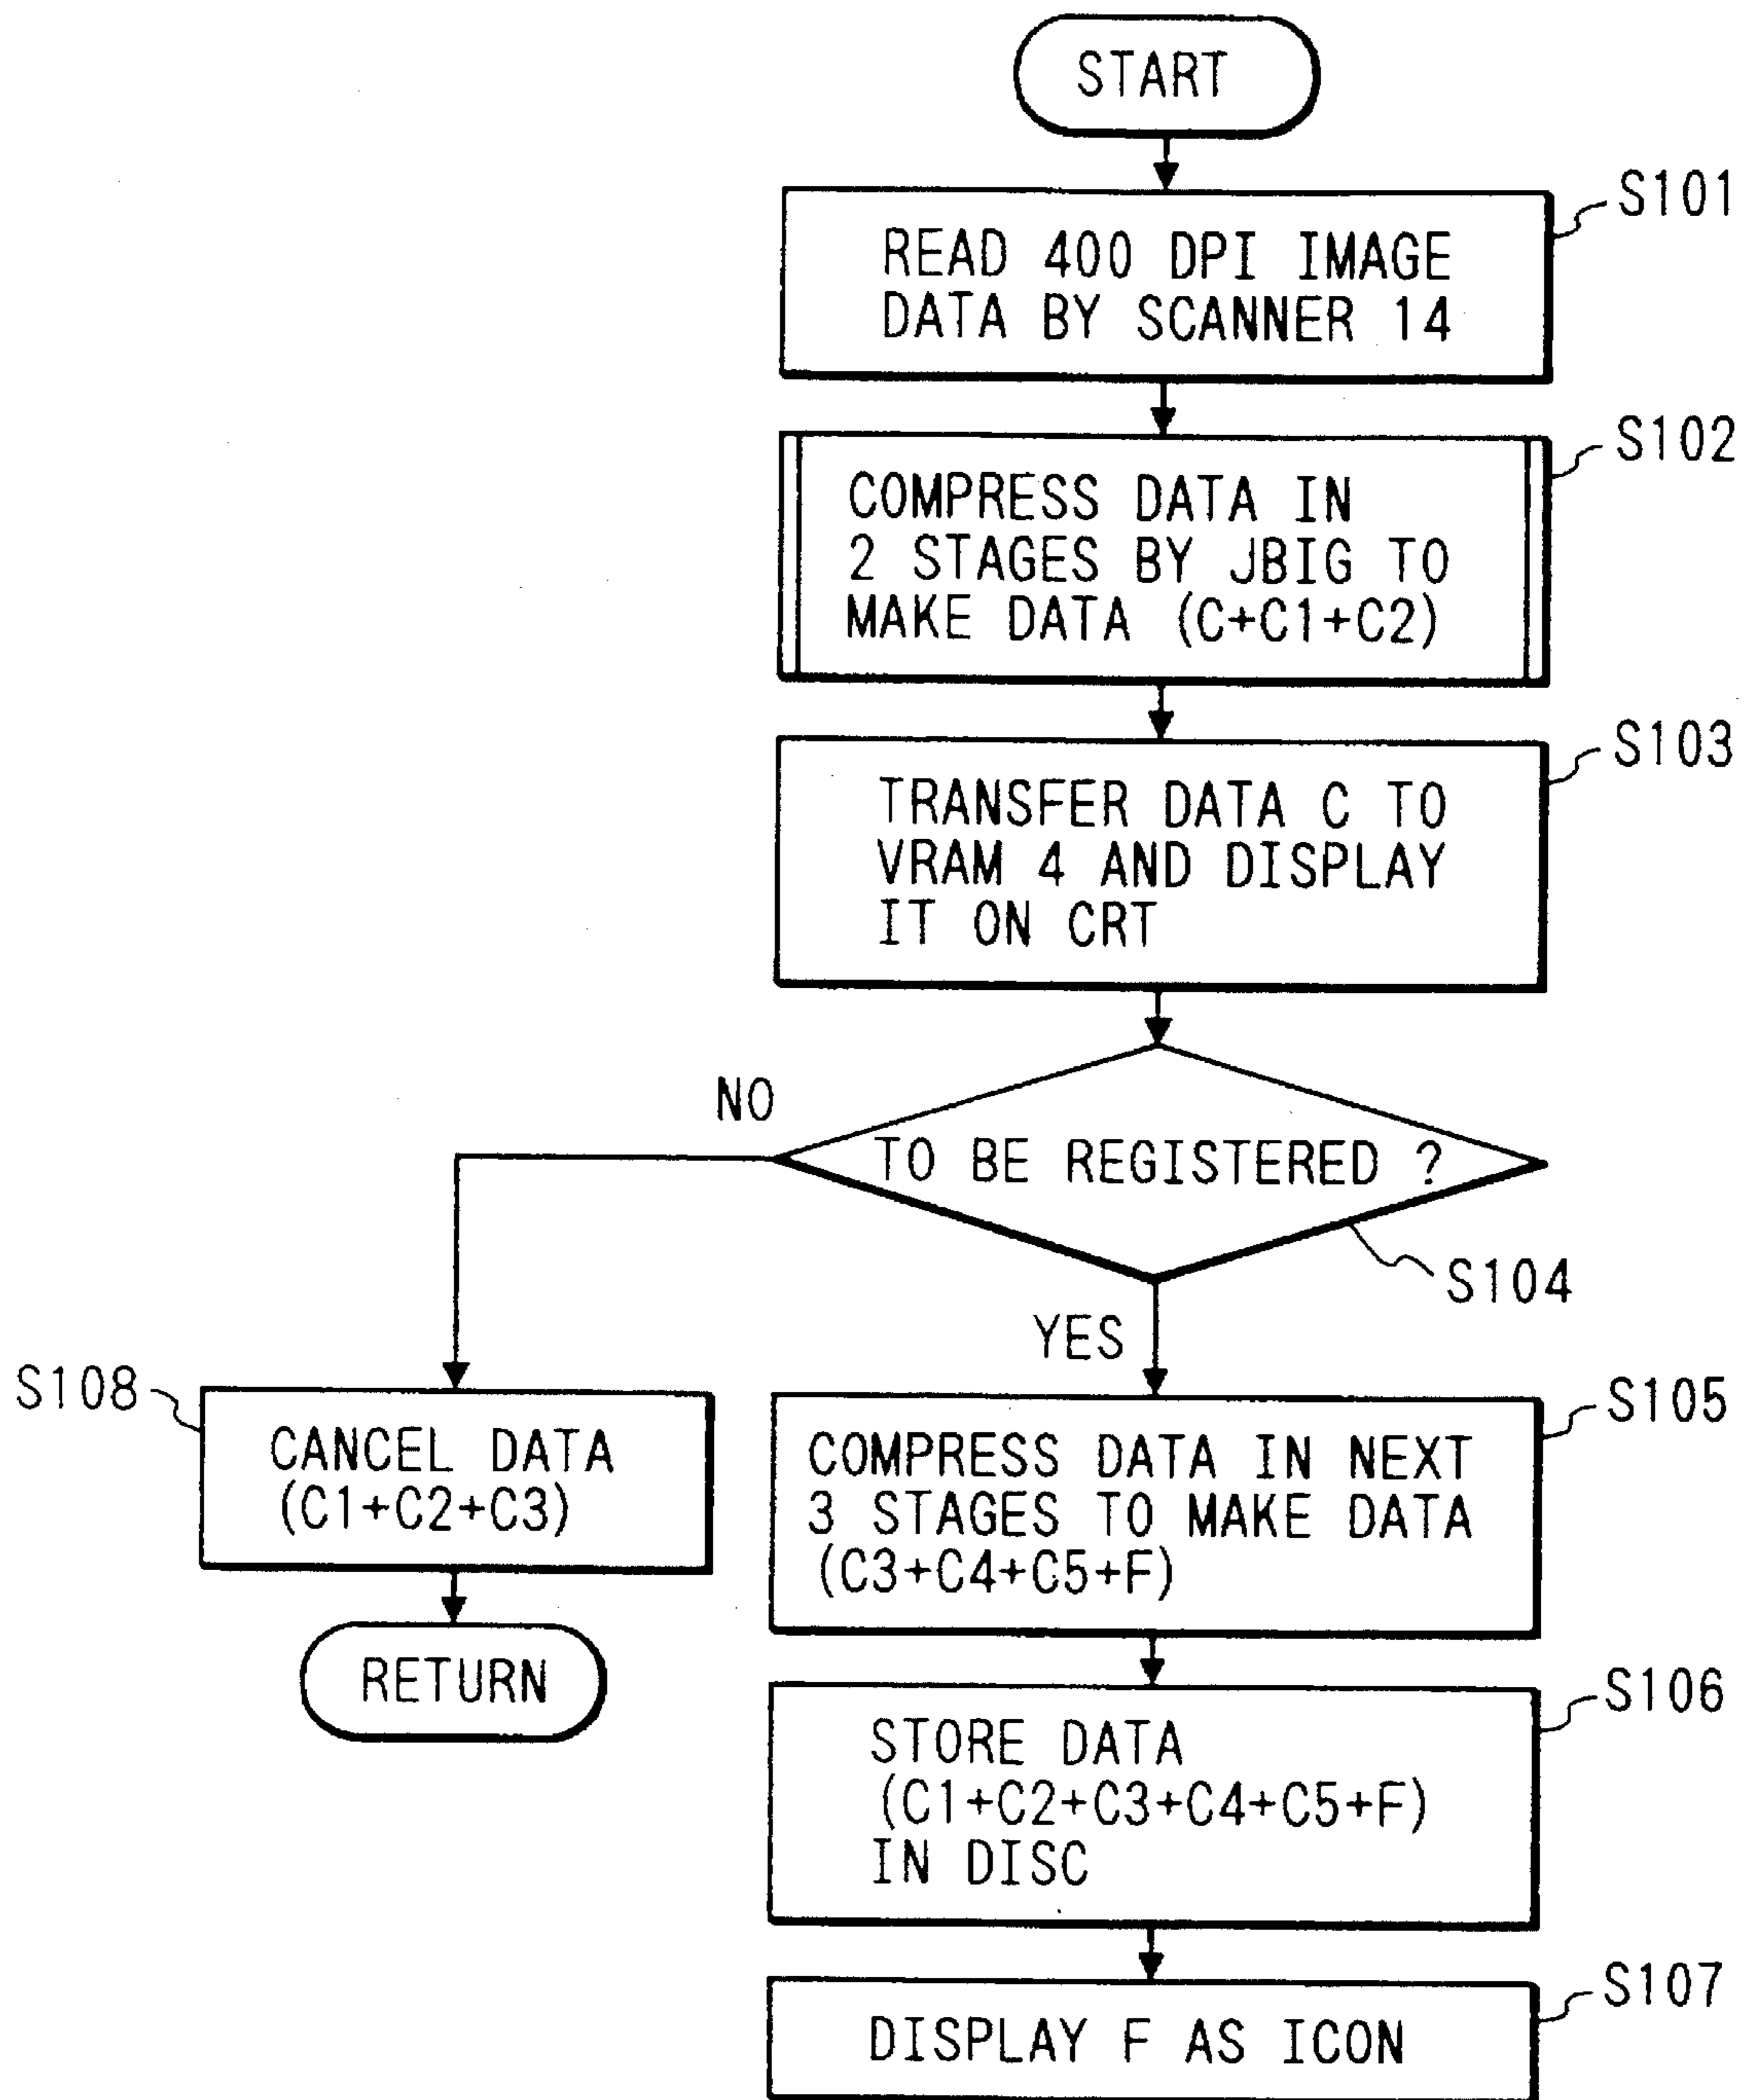 START
S101
READ 400 DPI IMAGE
DATA BY SCANNER 14
S102
COMPRESS DATA IN
2 STAGES BY JBIG TO
MAKE DATA (C+C1+C2)
S103
TRANSFER DATA C TO
VRAM 4 AND DISPLAY
IT ON CRT
NO
TO BE REGISTERED ?
S104
YES
S108
CANCEL DATA
(C1+C2+C3)
RETURN
S105
COMPRESS DATA IN NEXT
3 STAGES TO MAKE DATA
(C3+C4+C5+F)
S106
STORE DATA
(C1+C2+C3+C4+C5+F)
IN DISC
S107
DISPLAY F AS ICON